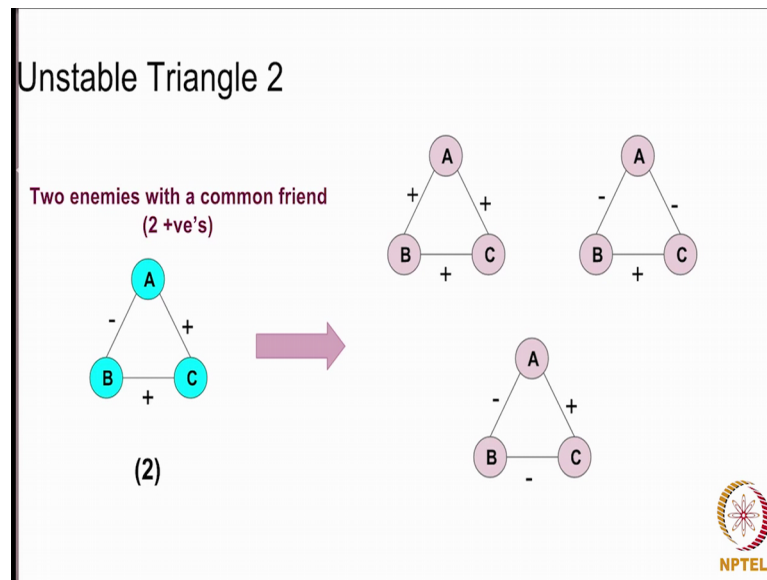 Unstable Triangle 2
Two enemies with a common friend
(2 +ve's)
A
- +
B C
+
(2)
A
+ +
B C
+
A
- -
B C
+
A
- +
B C
-
NPTEL